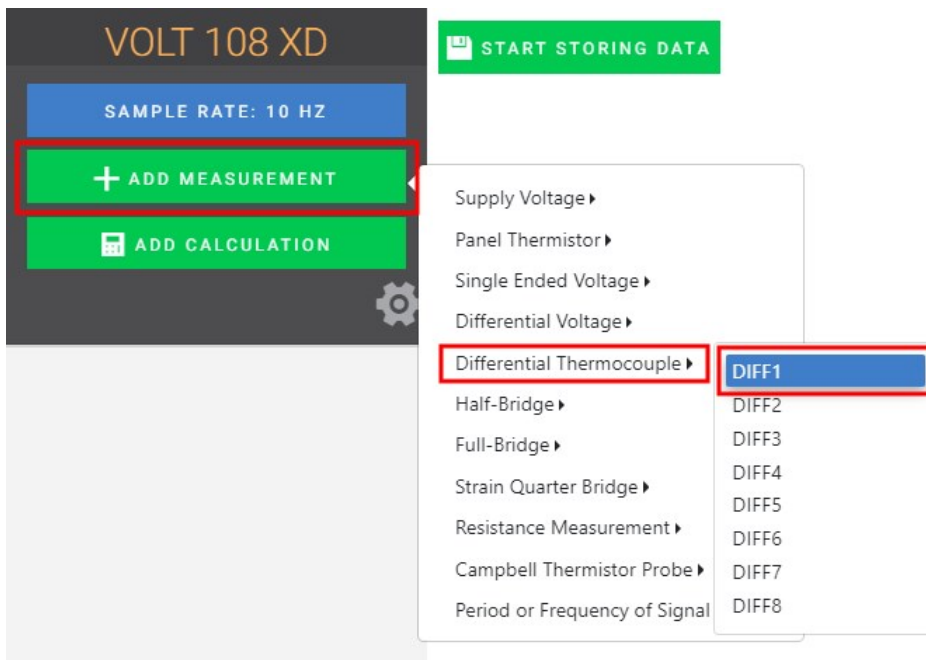 VOLT 108 XD
START STORING DATA
SAMPLE RATE: 10 HZ
ADD MEASUREMENT
ADD CALCULATION
Supply Voltage
Panel Thermistor
Single Ended Voltage
Differential Voltage
Differential Thermocouple
Half-Bridge
Full-Bridge
Strain Quarter Bridge
Resistance Measurement
Campbell Thermistor Probe
Period or Frequency of Signal
DIFF1
DIFF2
DIFF3
DIFF4
DIFF5
DIFF6
DIFF7
DIFF8